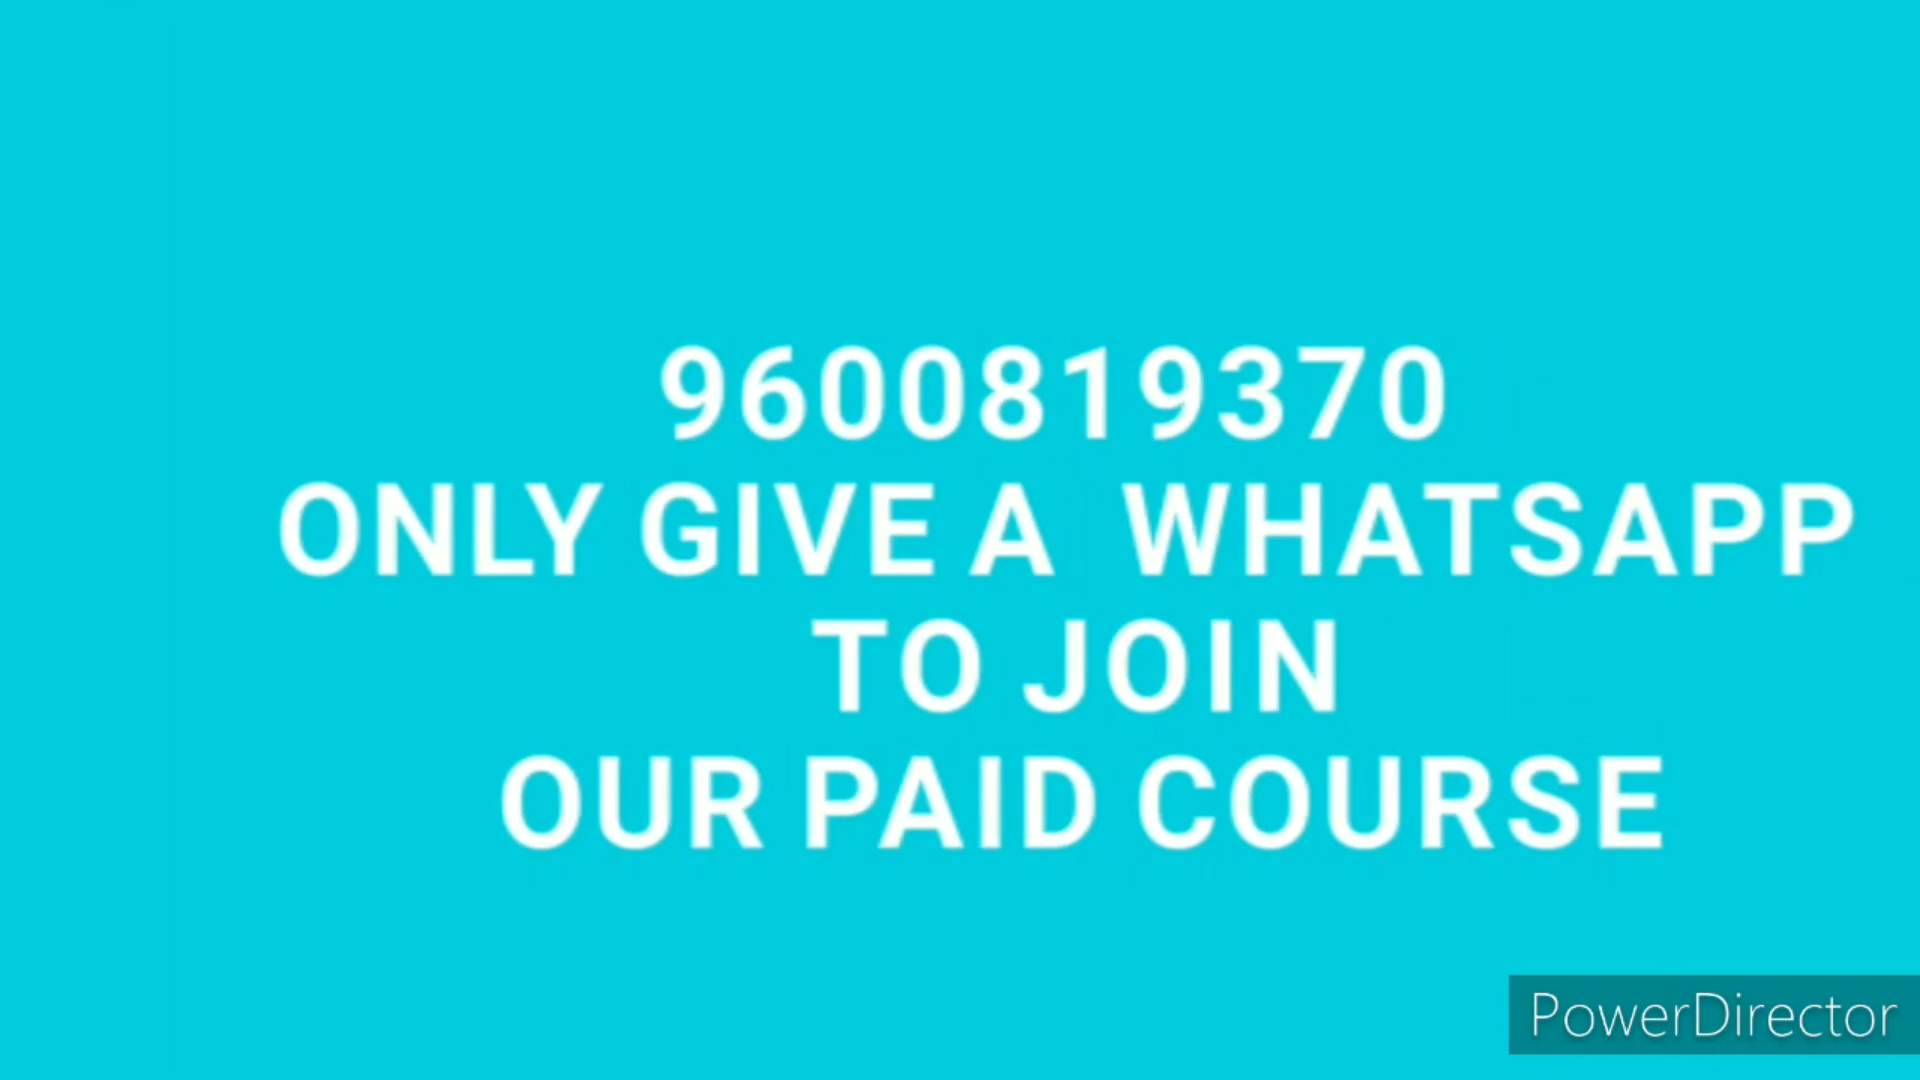 9600819370
ONLY GIVE A WHATSAPP
TO JOIN
OUR PAID COURSE
PowerDirector